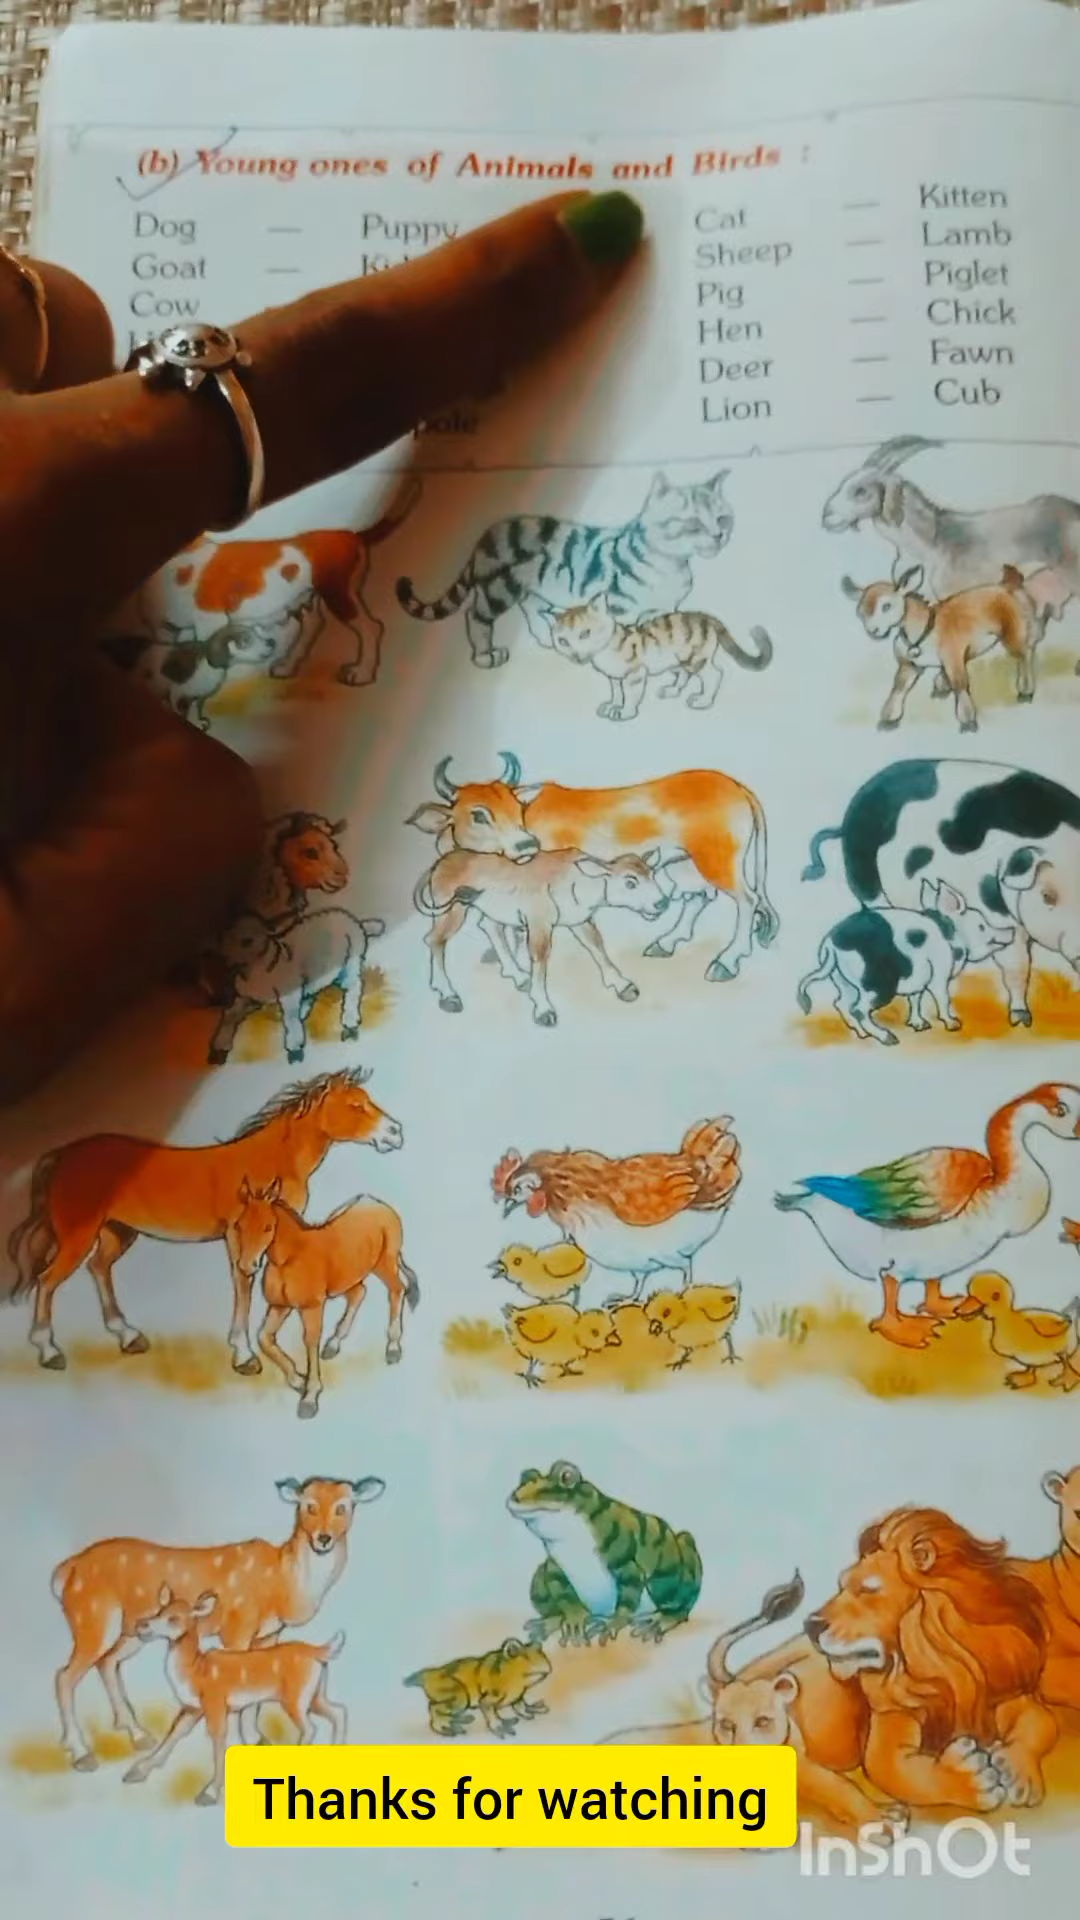 (b) Young ones of Animals and Birds :
Dog — Puppy
Goat —
Cow
Cat — Kitten
Sheep — Lamb
Pig — Piglet
Hen — Chick
Deer — Fawn
Lion — Cub
Thanks for watching
InShOt